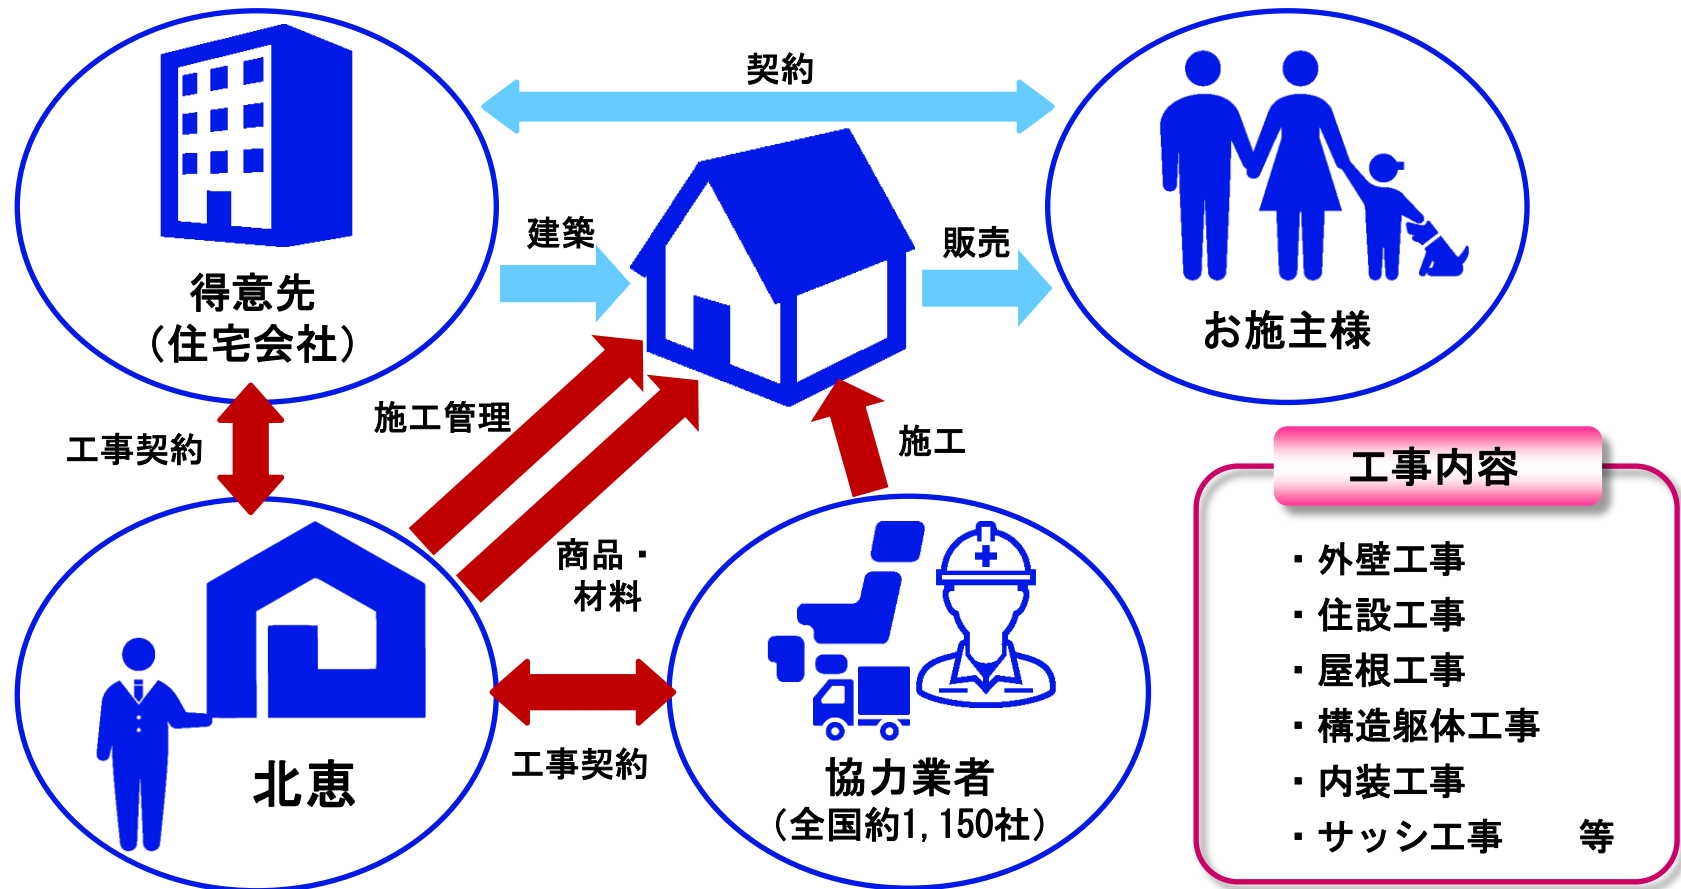 契約
建築
販売
得意先
（住宅会社）
お施主様
工事契約
施工管理
施工
商品・
材料
北恵
工事契約
協力業者
（全国約1,150社）
工事内容
・外壁工事
・住設工事
・屋根工事
・構造躯体工事
・内装工事
・サッシ工事　　等